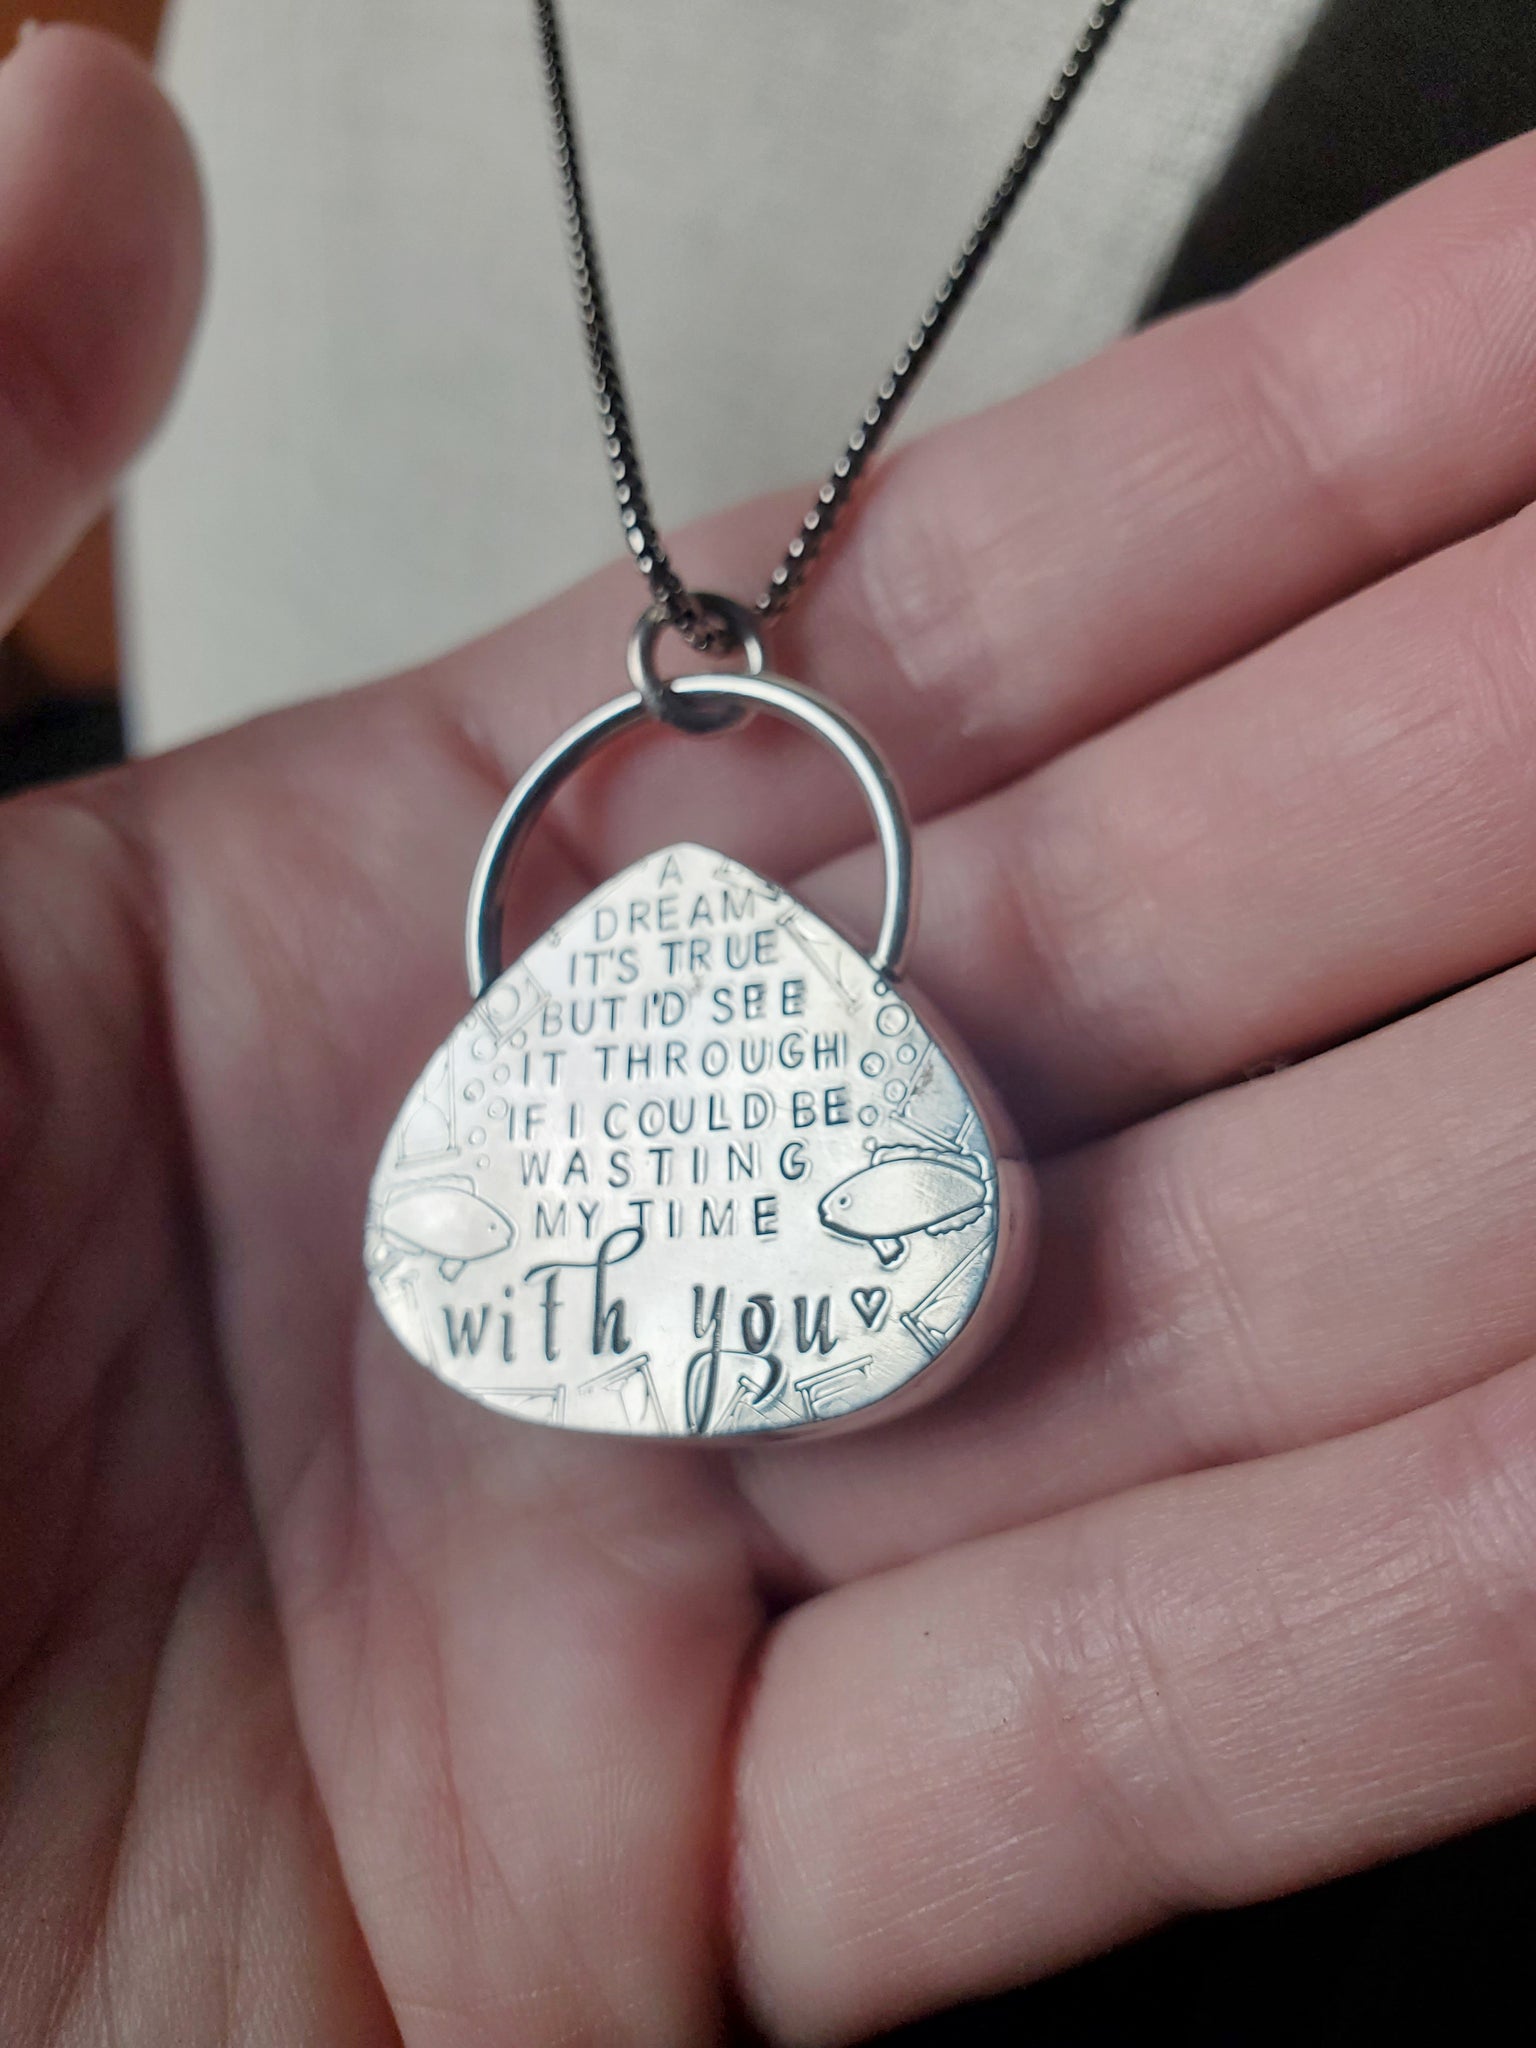 A
DREAM
IT'S TRUE
BUT I'D SEE
IT THROUGH
IF I COULD BE
WASTING
MY TIME
with you